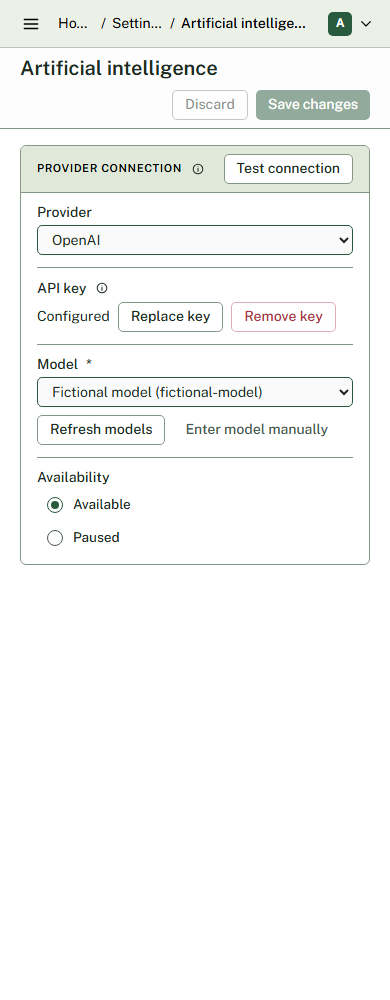 Ho... / Settin... / Artificial intellige... A
Artificial intelligence
Discard Save changes
PROVIDER CONNECTION Test connection
Provider
OpenAI
API key
Configured Replace key Remove key
Model *
Fictional model (fictional-model)
Refresh models Enter model manually
Availability
Available
Paused